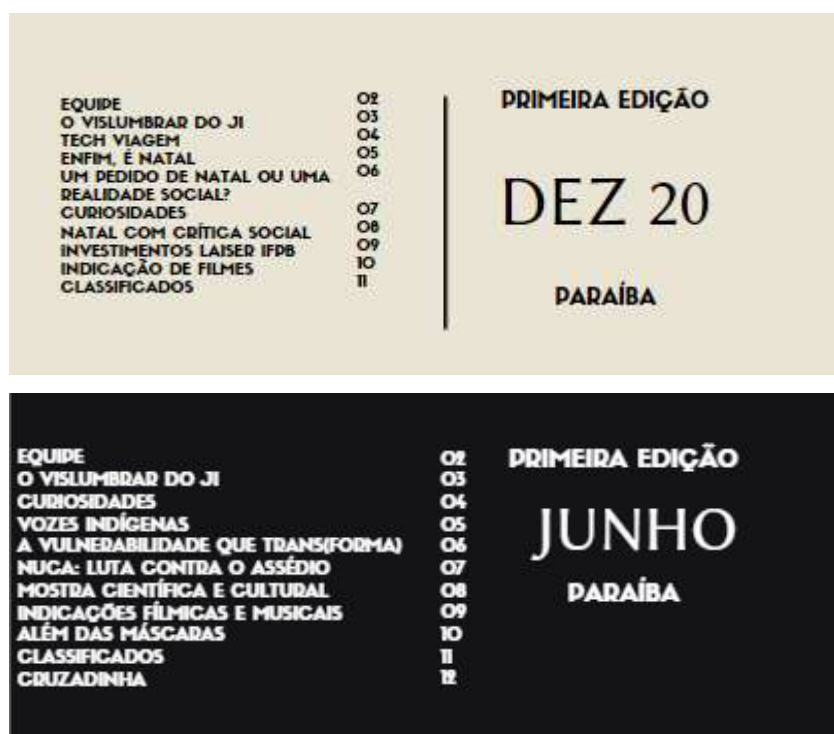 EQUIPE 02
O VISLUMBRAR DO JI 03
TECH VIAGEM 04
ENFIM, É NATAL 05
UM PEDIDO DE NATAL OU UMA 06
REALIDADE SOCIAL?
CURIOSIDADES 07
NATAL COM CRÍTICA SOCIAL 08
INVESTIMENTOS LAISER IFPB 09
INDICAÇÃO DE FILMES 10
CLASSIFICADOS 11
PRIMEIRA EDIÇÃO
DEZ 20
PARAÍBA
EQUIPE 02
O VISLUMBRAR DO JI 03
CURIOSIDADES 04
VOZES INDÍGENAS 05
A VULNERABILIDADE QUE TRANS(FORMA) 06
NUCA: LUTA CONTRA O ASSÉDIO 07
MOSTRA CIENTÍFICA E CULTURAL 08
INDICAÇÕES FÍLMICAS E MUSICAIS 09
ALÉM DAS MÁSCARAS 10
CLASSIFICADOS 11
CRUZADINHA 12
PRIMEIRA EDIÇÃO
JUNHO
PARAÍBA